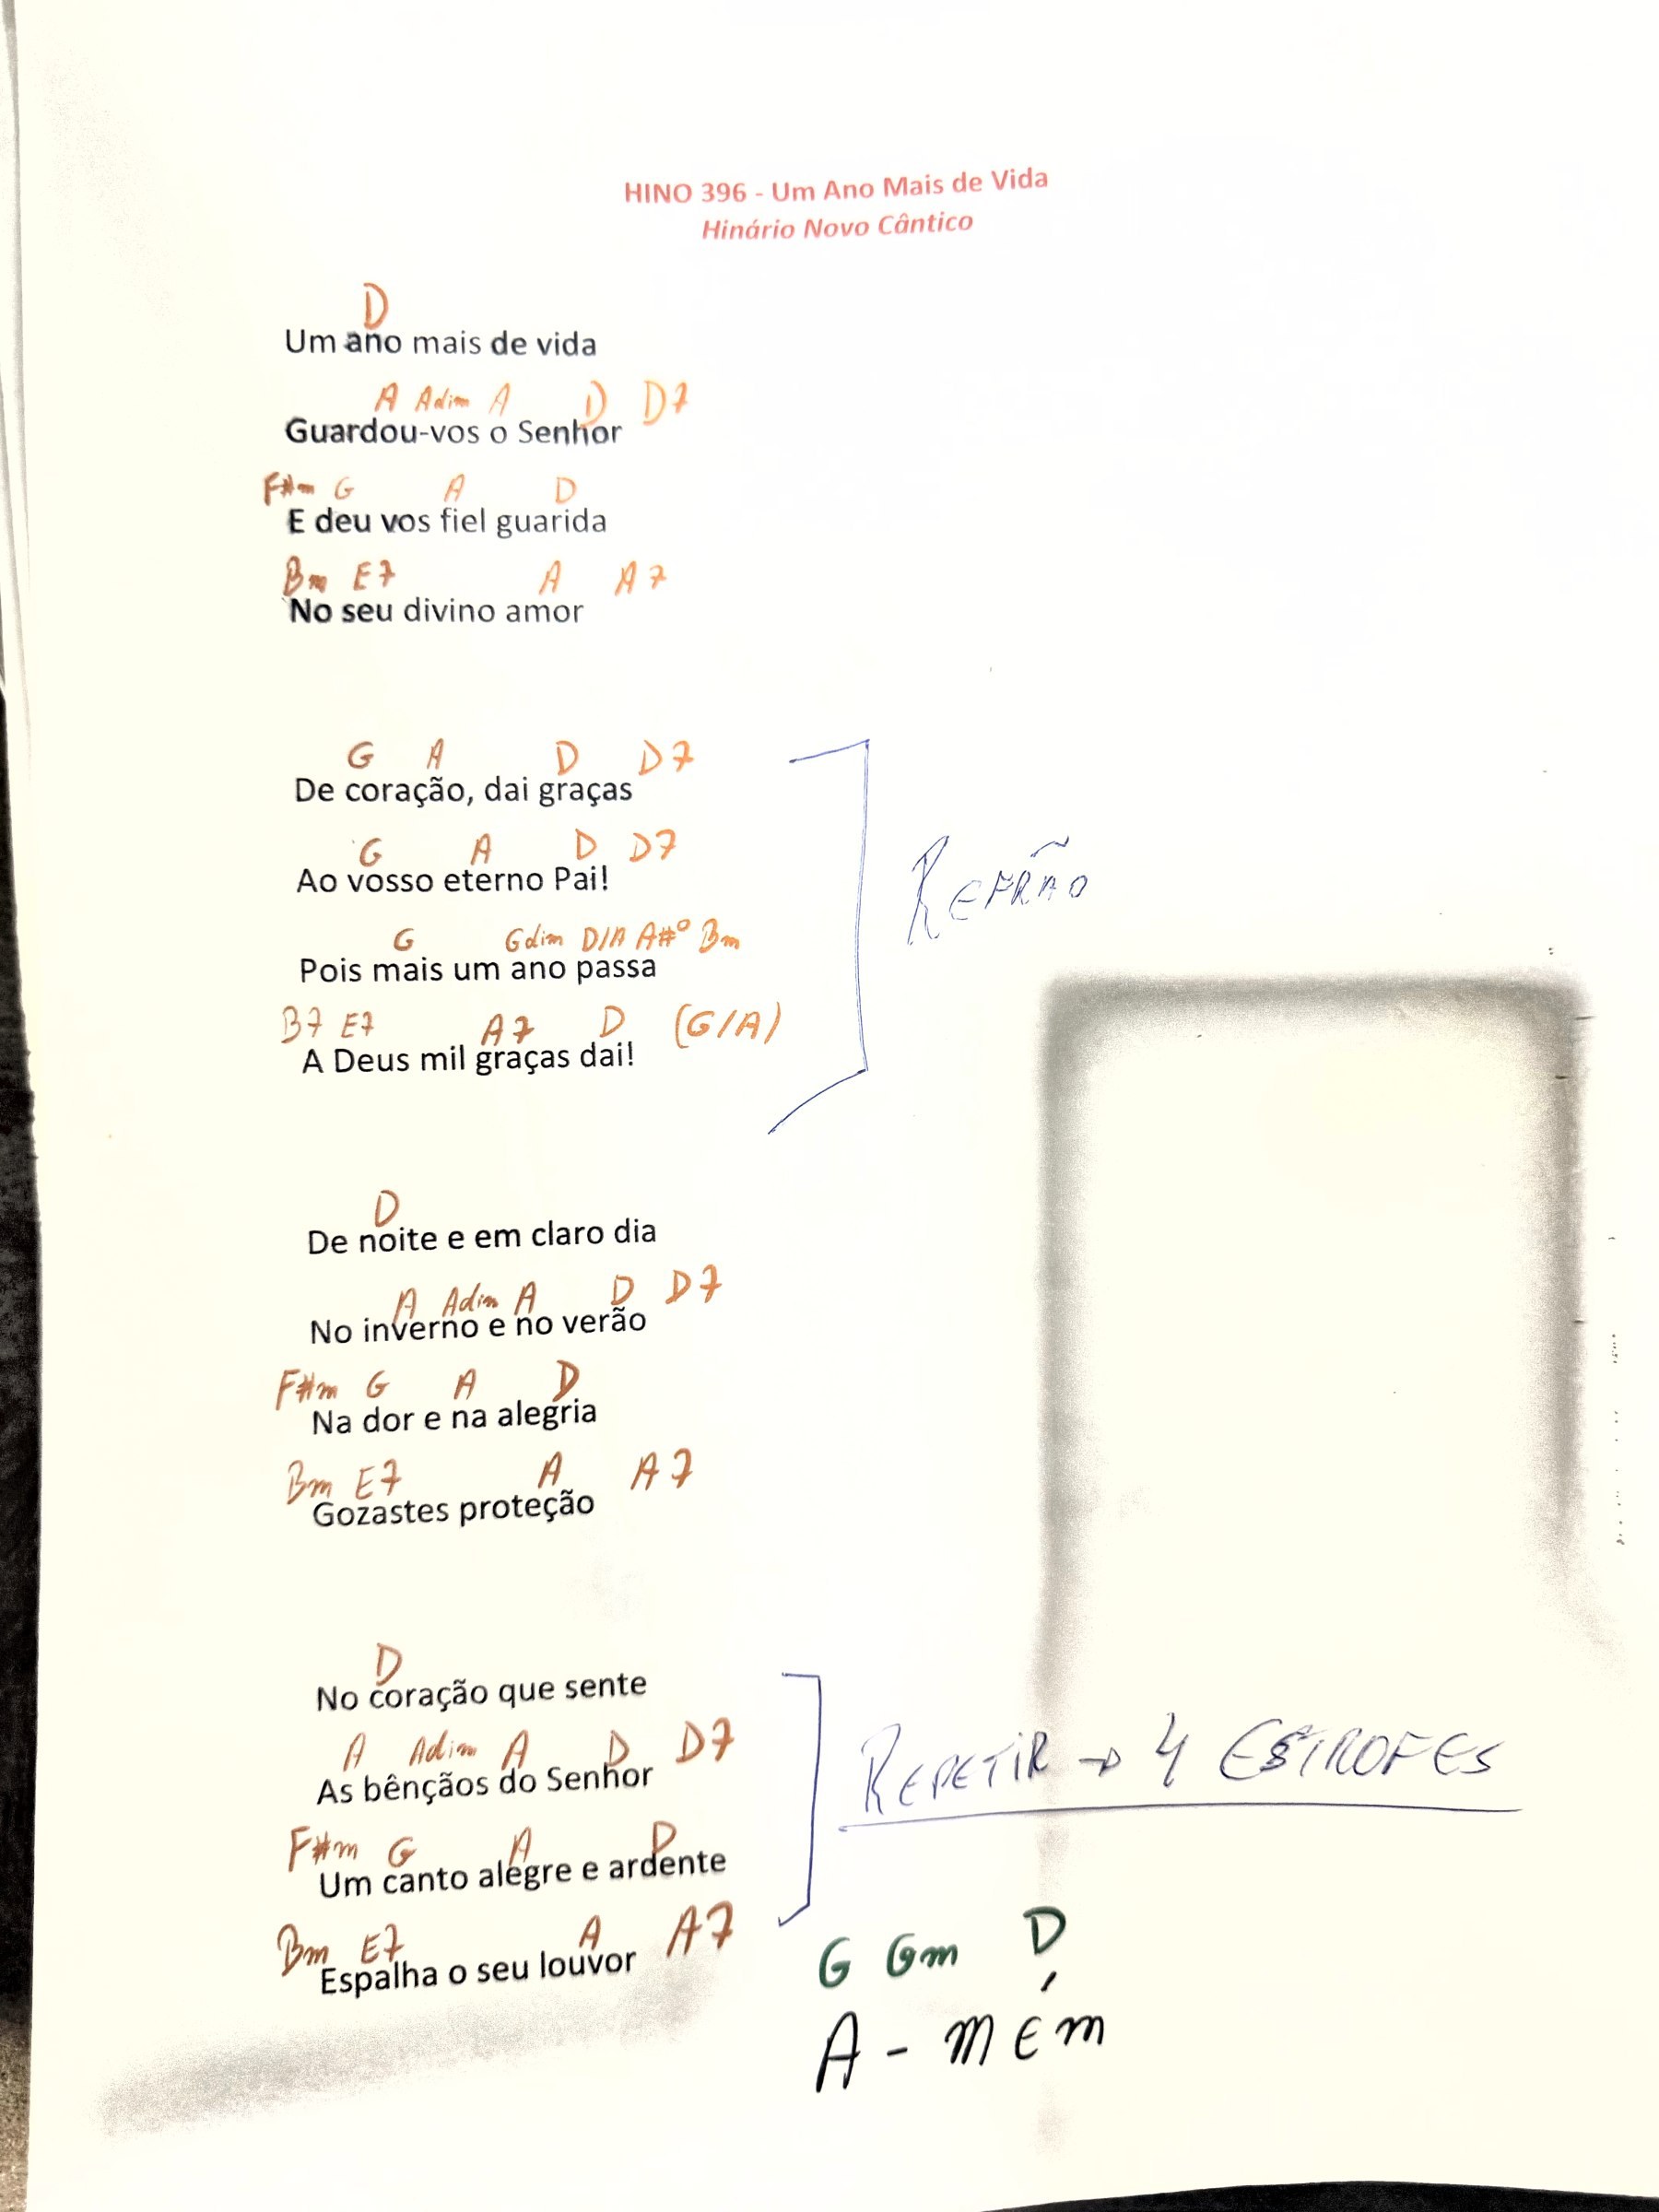 HINO 396 - Um Ano Mais de Vida
Hinário Novo Cântico
D
Um ano mais de vida
A Adim A D D7
Guardou-vos o Senhor
F#m G A D
E deu vos fiel guarida
Bm E7 A A7
No seu divino amor
G A D D7
De coração, dai graças
G A D D7
Ao vosso eterno Pai!
G Gdim D/A A#° Bm
Pois mais um ano passa
B7 E7 A7 D (G/A)
A Deus mil graças dai!
REFRÃO
D
De noite e em claro dia
A Adim A D D7
No inverno e no verão
F#m G A D
Na dor e na alegria
Bm E7 A A7
Gozastes proteção
D
No coração que sente
A Adim A D D7
As bênçãos do Senhor
F#m G A D
Um canto alegre e ardente
Bm E7 A A7
Espalha o seu louvor
REPETIR → 4 ESTROFES
G Gm D
A - MÉM